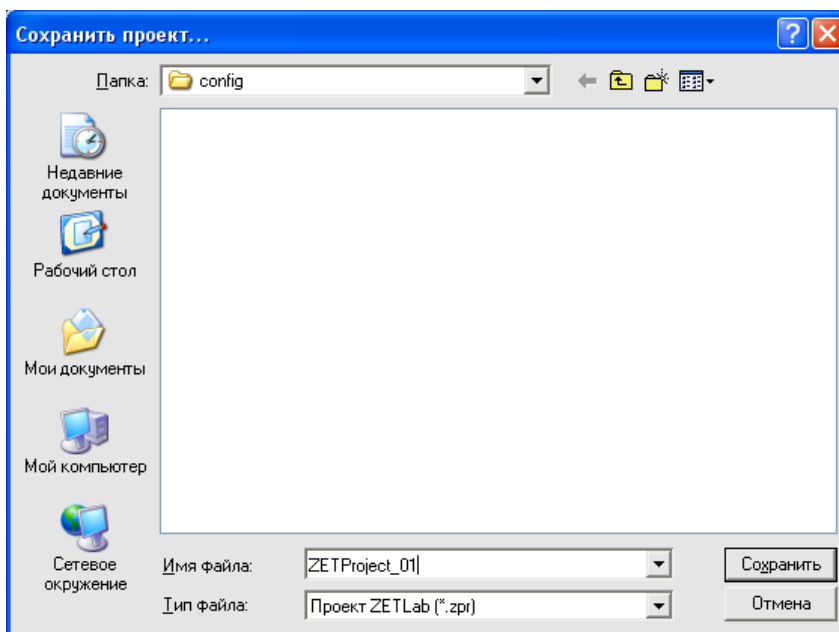 Сохранить проект...
Папка:
config
Недавние
документы
Рабочий стол
Мои документы
Мой компьютер
Сетевое
окружение
Имя файла:
ZETProject_01
Сохранить
Тип файла:
Проект ZETLab (*.zpr)
Отмена